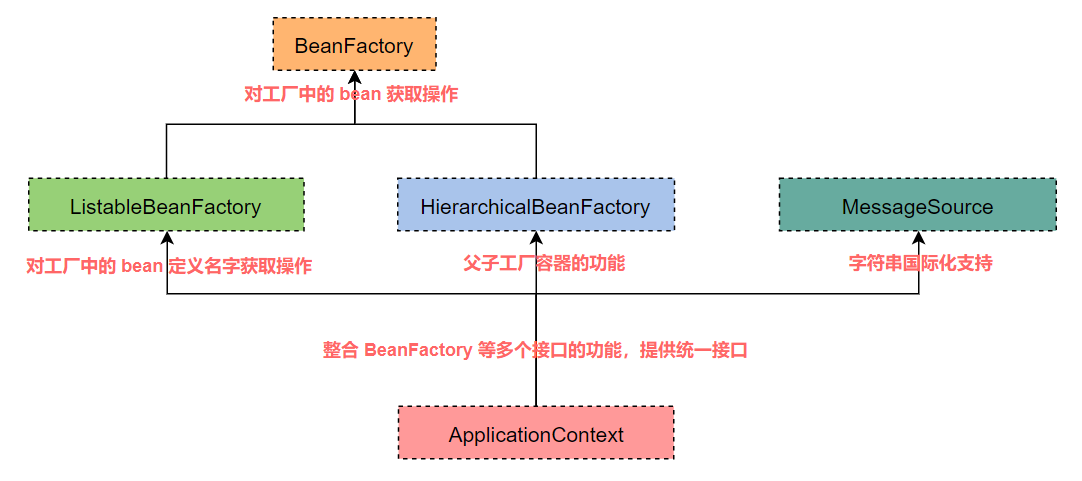 BeanFactory
对工厂中的 bean 获取操作
ListableBeanFactory
HierarchicalBeanFactory
MessageSource
对工厂中的 bean 定义名字获取操作
父子工厂容器的功能
字符串国际化支持
整合 BeanFactory 等多个接口的功能，提供统一接口
ApplicationContext